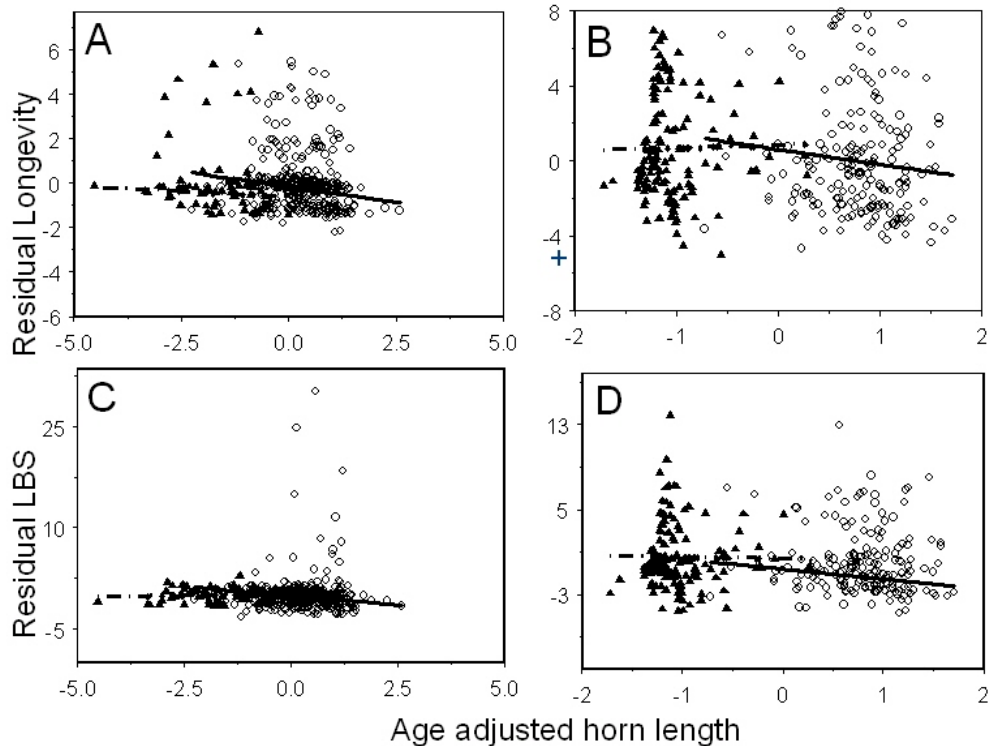 A
B
6
4
2
0
-2
-4
-6
-5.0 -2.5 0.0 2.5 5.0
8
4
0
-4
+
-8
-2 -1 0 1 2
Residual Longevity
C
D
25
10
-5
-5.0 -2.5 0.0 2.5 5.0
13
5
-3
-2 -1 0 1 2
Residual LBS
Age adjusted horn length